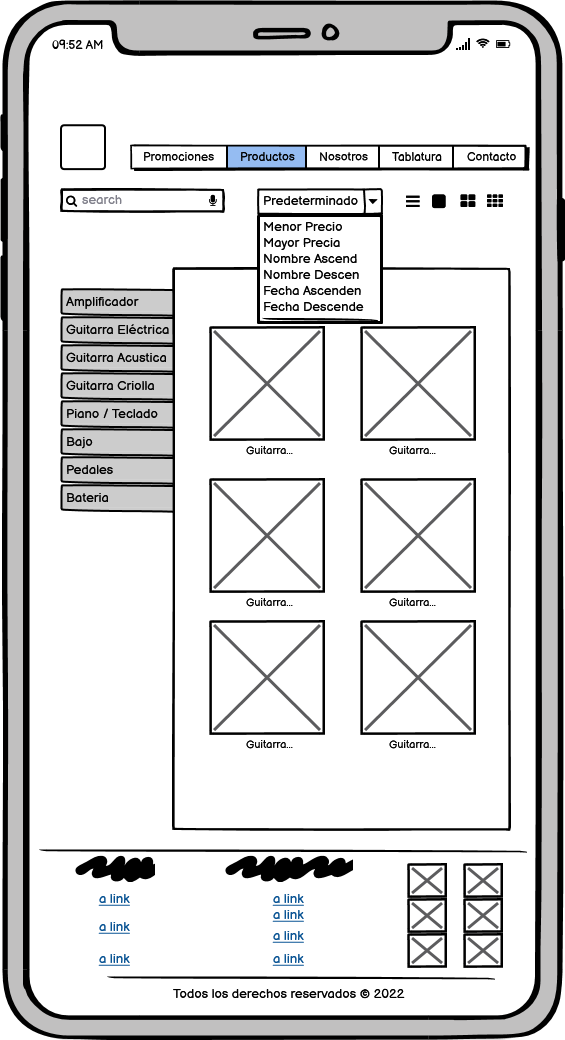 09:52 AM
Promociones Productos Nosotros Tablatura Contacto
search
Predeterminado
Menor Precio
Mayor Precia
Nombre Ascend
Nombre Descen
Fecha Ascenden
Fecha Descende
Amplificador
Guitarra Eléctrica
Guitarra Acustica
Guitarra Criolla
Piano / Teclado
Bajo
Pedales
Bateria
Guitarra... Guitarra...
Guitarra... Guitarra...
Guitarra... Guitarra...
a link
a link
a link
a link
a link
a link
a link
Todos los derechos reservados © 2022